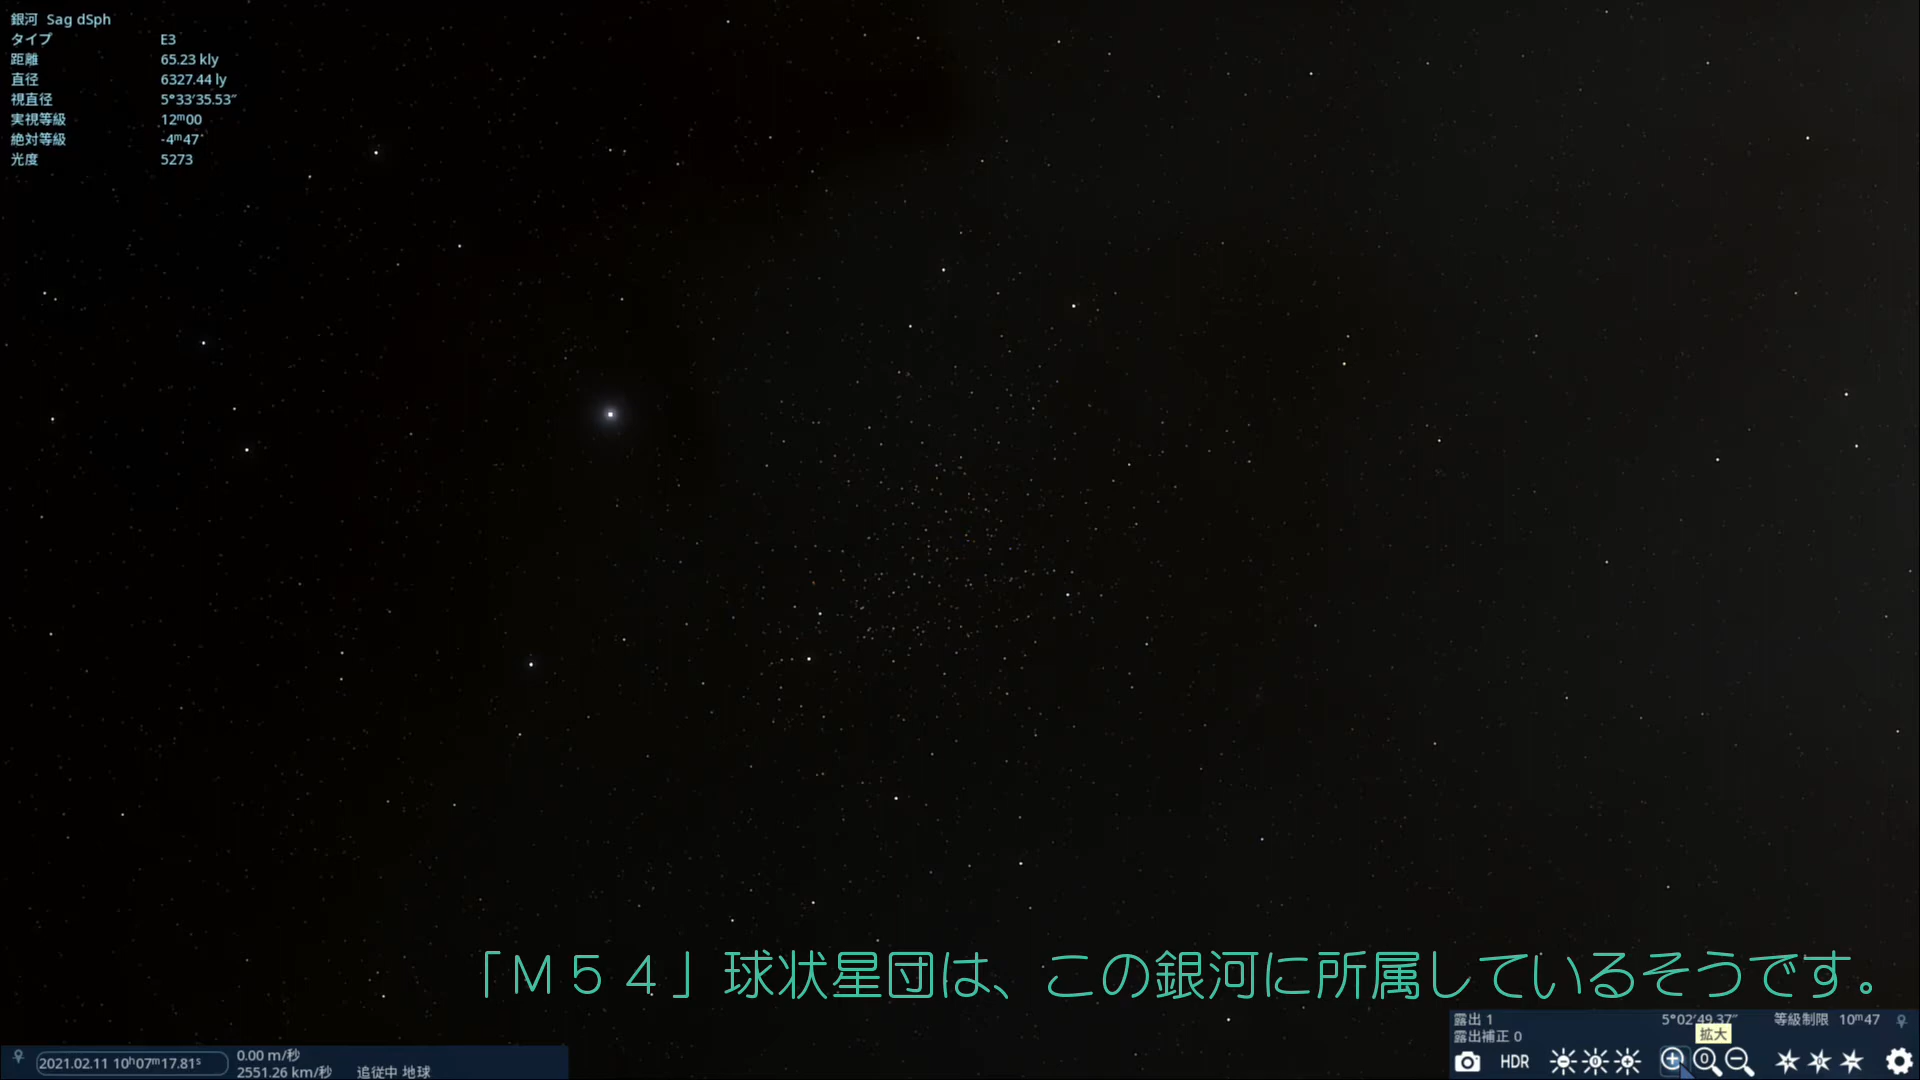 銀河 Sag dSph
タイプ E3
距離 65.23 kly
直径 6327.44 ly
視直径 5°33′35.53″
実視等級 12ᵐ00
絶対等級 -4ᵐ47
光度 5273
「Ｍ５４」球状星団は、この銀河に所属しているそうです。
露出 1 5°02′49.37″ 等級制限 10ᵐ47
露出補正 0 拡大
HDR
2021.02.11 10ʰ07ᵐ17.81ˢ
0.00 m/秒
2551.26 km/秒 追従中 地球